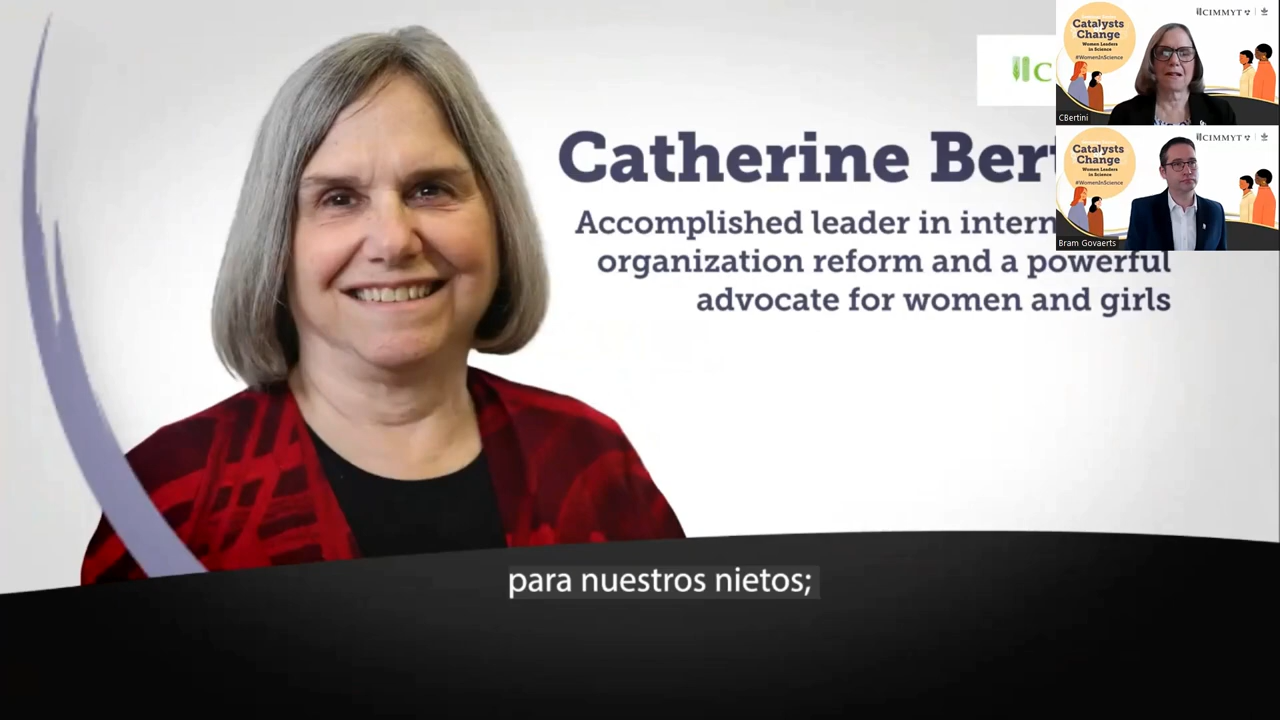 Catherine Bert
Accomplished leader in intern
organization reform and a powerful
advocate for women and girls
para nuestros nietos;
C
Catalysts
Change
Women Leaders
in Science
#WomenInScience
CIMMYT
CBertini
Catalysts
Change
Women Leaders
in Science
#WomenInScience
CIMMYT
Bram Govaerts